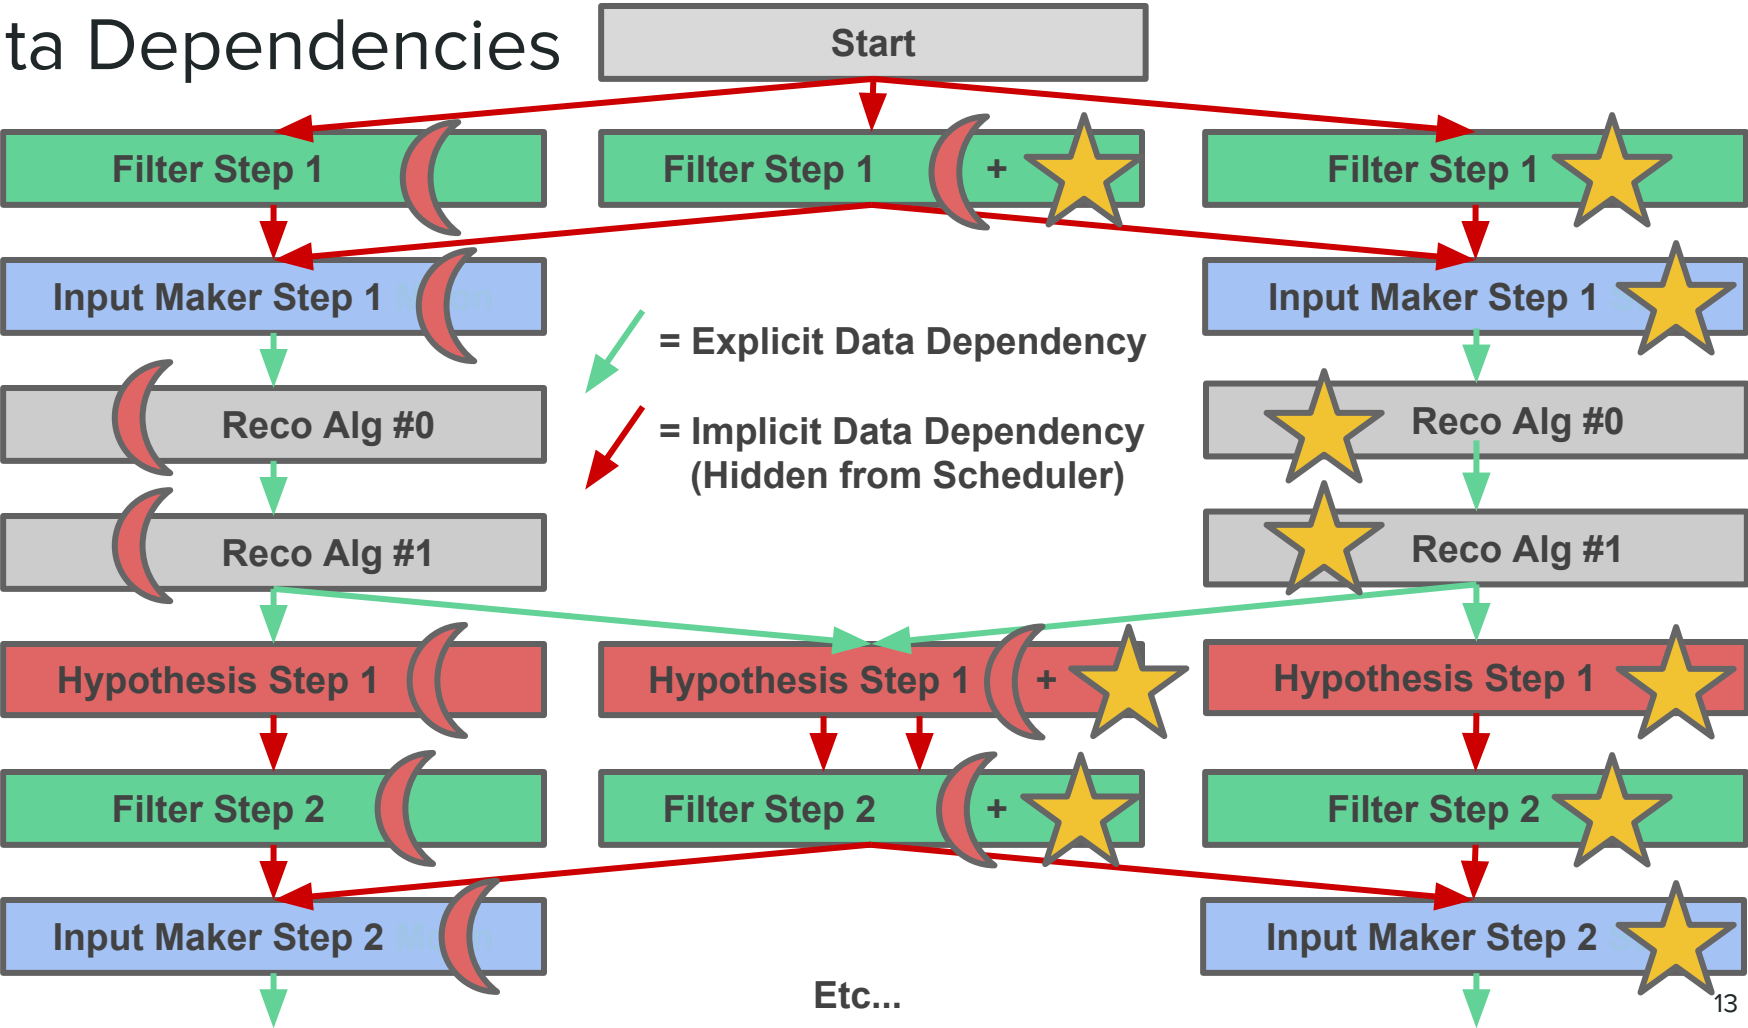 ta Dependencies
Start
Filter Step 1
Filter Step 1 +
Filter Step 1
Input Maker Step 1
Input Maker Step 1
= Explicit Data Dependency
= Implicit Data Dependency
(Hidden from Scheduler)
Reco Alg #0
Reco Alg #0
Reco Alg #1
Reco Alg #1
Hypothesis Step 1
Hypothesis Step 1 +
Hypothesis Step 1
Filter Step 2
Filter Step 2 +
Filter Step 2
Input Maker Step 2
Input Maker Step 2
Etc...
13